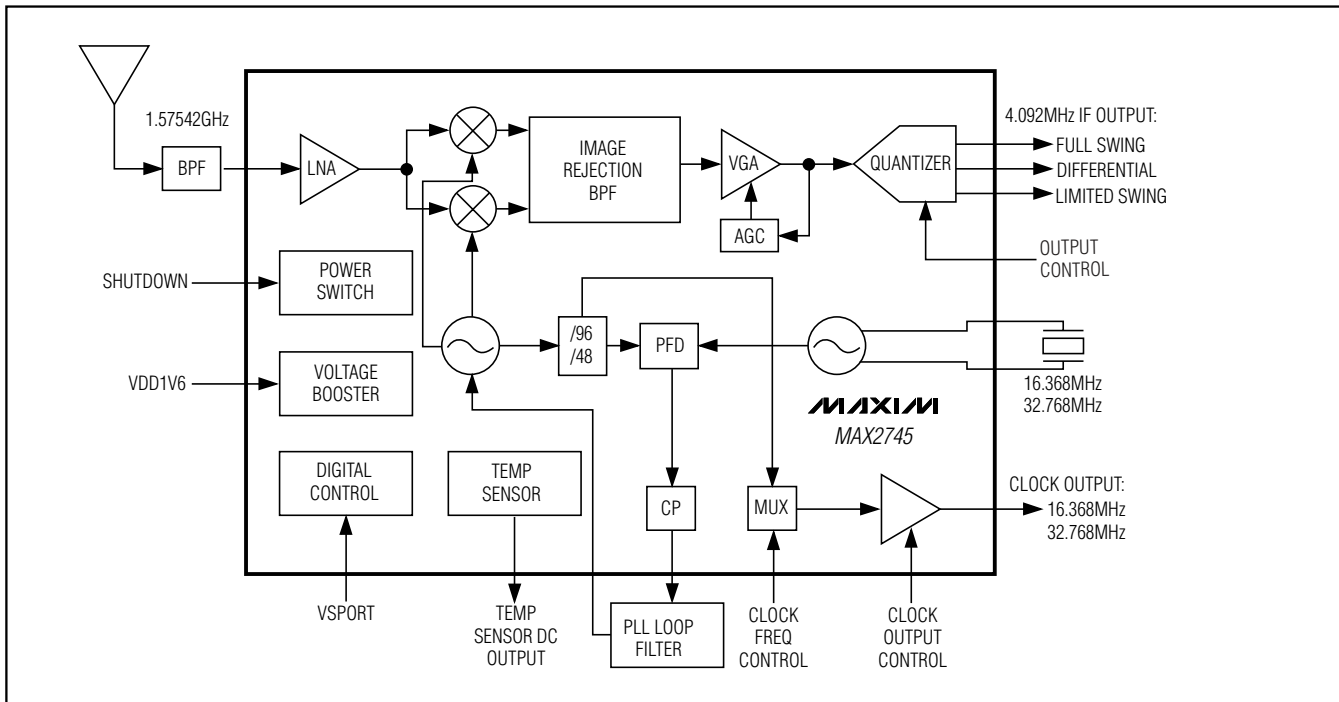 1.57542GHz
BPF
LNA
IMAGE
REJECTION
BPF
VGA
AGC
QUANTIZER
4.092MHz IF OUTPUT:
FULL SWING
DIFFERENTIAL
LIMITED SWING
OUTPUT
CONTROL
SHUTDOWN
POWER
SWITCH
/96
/48
PFD
16.368MHz
32.768MHz
VDD1V6
VOLTAGE
BOOSTER
MAXIM
MAX2745
DIGITAL
CONTROL
TEMP
SENSOR
CP
MUX
CLOCK OUTPUT:
16.368MHz
32.768MHz
VSPORT
TEMP
SENSOR DC
OUTPUT
PLL LOOP
FILTER
CLOCK
FREQ
CONTROL
CLOCK
OUTPUT
CONTROL